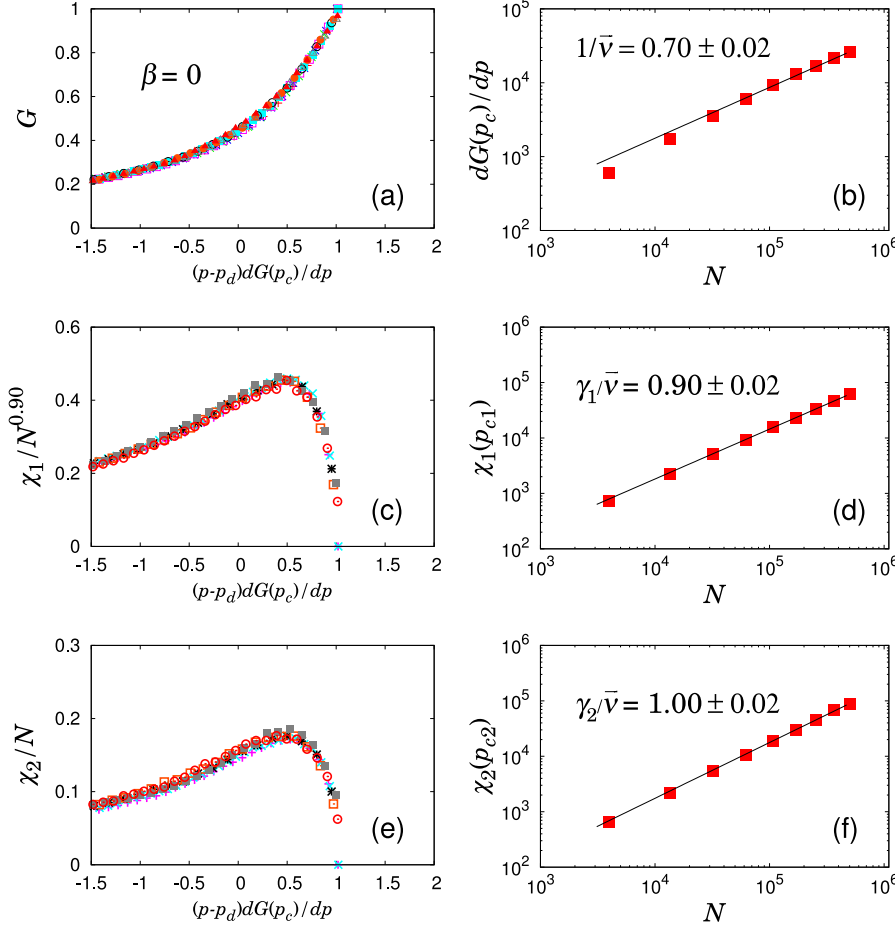 1
0.8
0.6
0.4
0.2
0
G
β = 0
(a)
-1.5 -1 -0.5 0 0.5 1 1.5 2
(p-p_d)dG(p_c)/dp
10^5
10^4
10^3
10^2
dG(p_c)/dp
1/ν̄ = 0.70 ± 0.02
(b)
10^3 10^4 10^5 10^6
N
0.6
0.4
0.2
0
χ_1/N^0.90
(c)
-1.5 -1 -0.5 0 0.5 1 1.5 2
(p-p_d)dG(p_c)/dp
10^6
10^5
10^4
10^3
10^2
χ_1(p_c1)
γ_1/ν̄ = 0.90 ± 0.02
(d)
10^3 10^4 10^5 10^6
N
0.3
0.2
0.1
0
χ_2/N
(e)
-1.5 -1 -0.5 0 0.5 1 1.5 2
(p-p_d)dG(p_c)/dp
10^6
10^5
10^4
10^3
10^2
χ_2(p_c2)
γ_2/ν̄ = 1.00 ± 0.02
(f)
10^3 10^4 10^5 10^6
N